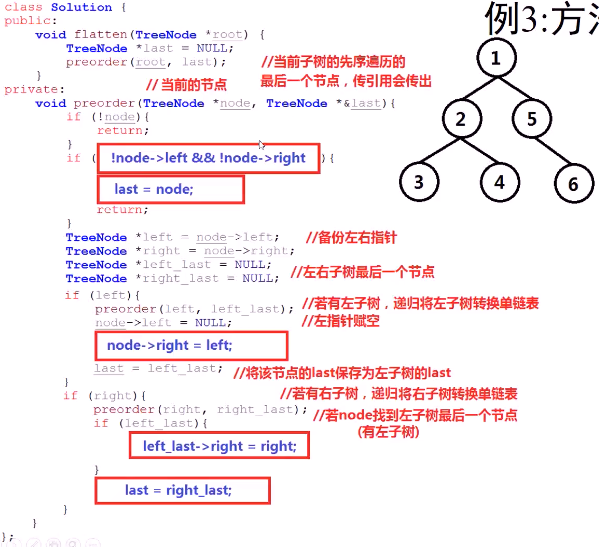 class Solution {
例3:方
public:
void flatten(TreeNode *root) {
TreeNode *last = NULL;
preorder(root, last);
//当前子树的先序遍历的
最后一个节点，传引用会传出
}
// 当前的节点
private:
void preorder(TreeNode *node, TreeNode *&last){
if (!node){
return;
}
if ( !node->left && !node->right ){
last = node;
return;
}
TreeNode *left = node->left; //备份左右指针
TreeNode *right = node->right;
TreeNode *left_last = NULL; //左右子树最后一个节点
TreeNode *right_last = NULL;
if (left){
preorder(left, left_last); //若有左子树，递归将左子树转换单链表
node->left = NULL; //左指针赋空
node->right = left;
last = left_last; //将该节点的last保存为左子树的last
}
if (right){ //若有右子树，递归将右子树转换单链表
preorder(right, right_last); //若node找到左子树最后一个节点
if (left_last){ (有左子树)
left_last->right = right;
}
last = right_last;
}
}
};
1
2 5
3 4 6